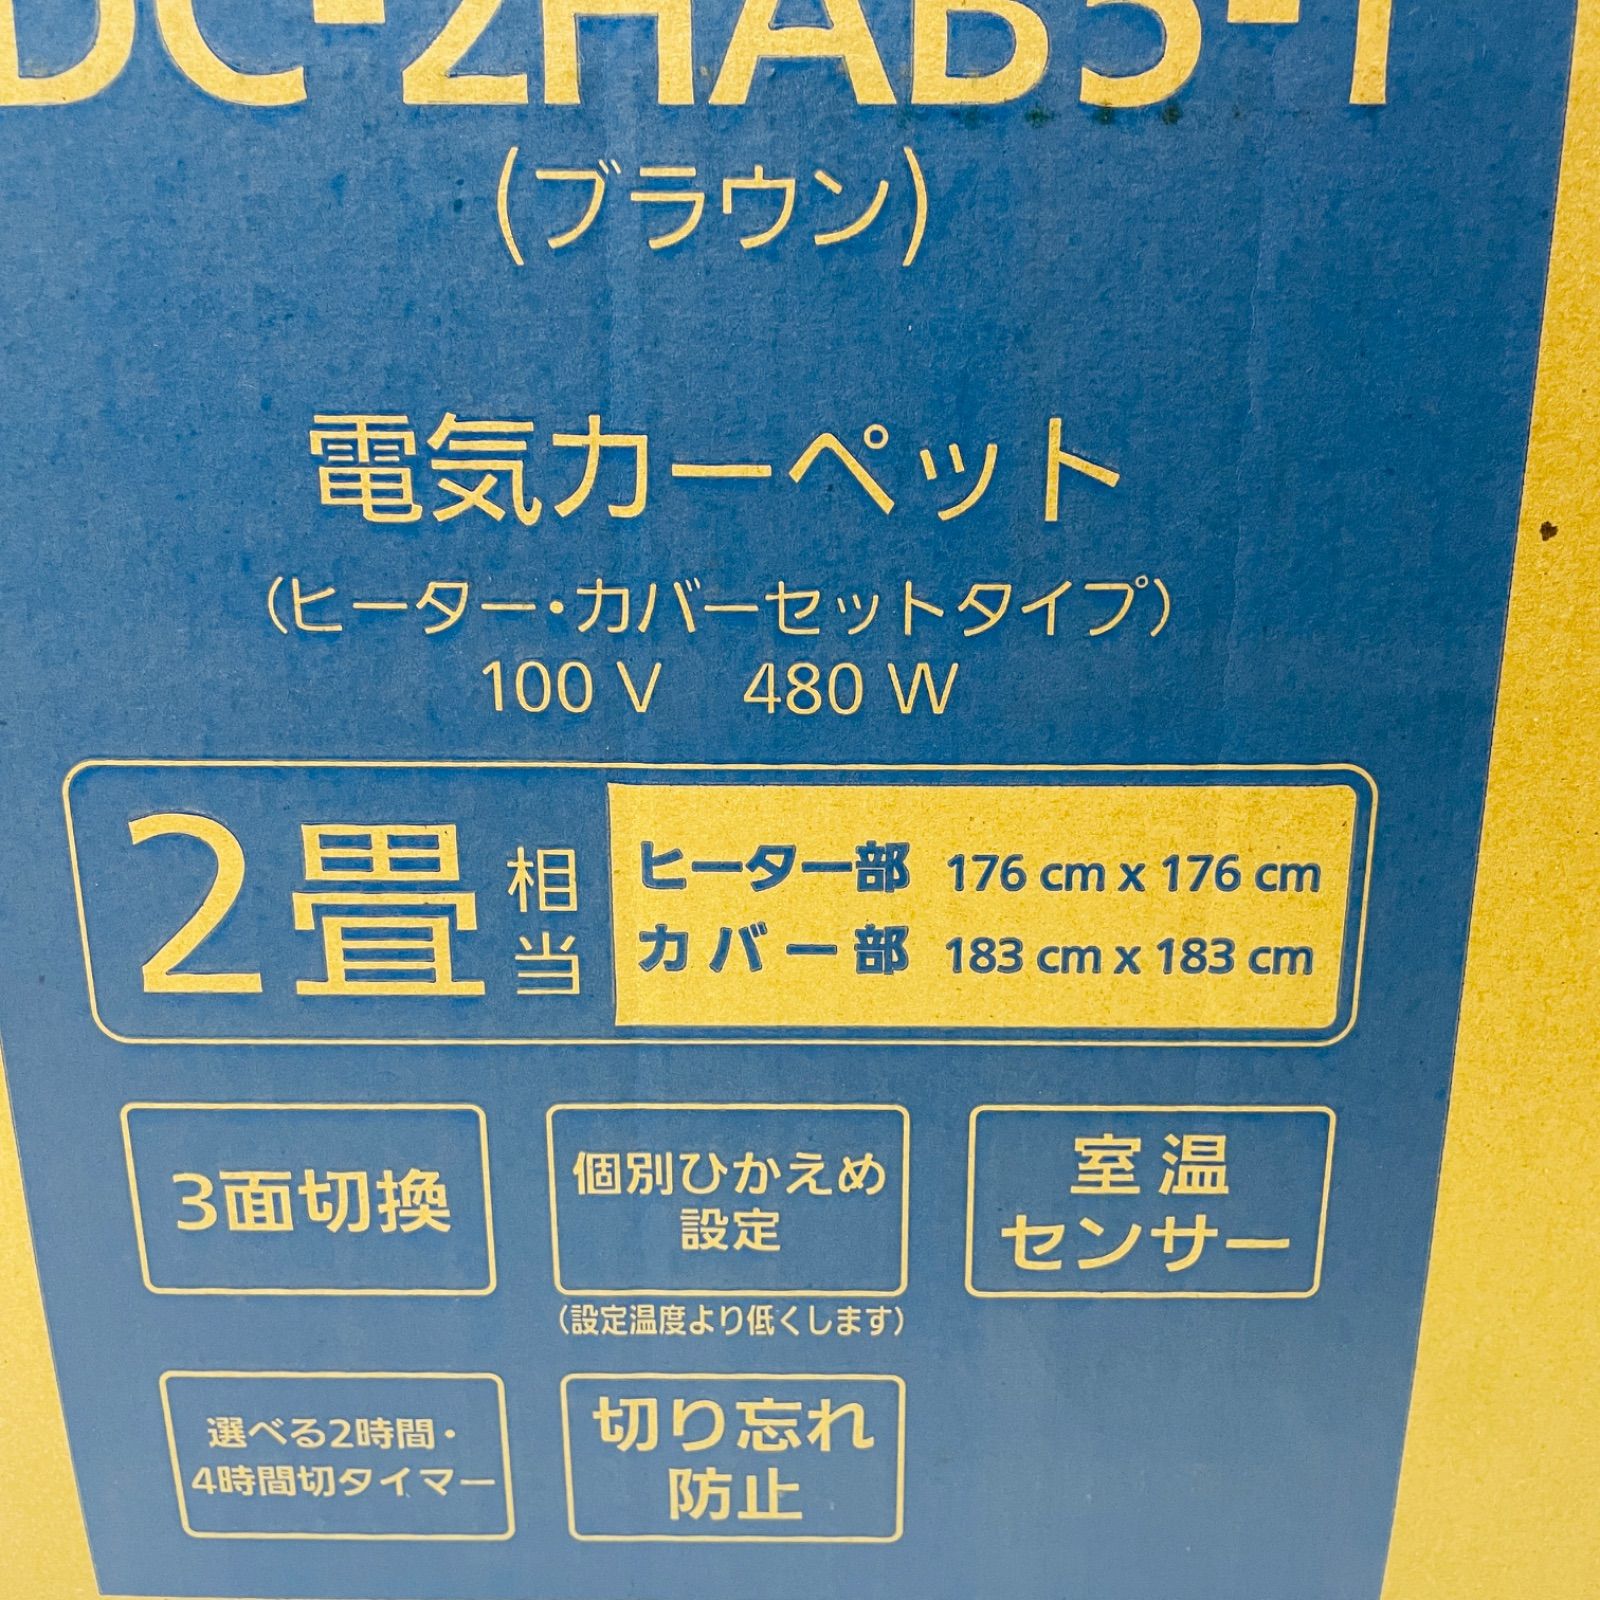 DC-2HAB3-T
(ブラウン)
電気カーペット
(ヒーター・カバーセットタイプ)
100 V 480 W
2畳相当
ヒーター部 176 cm x 176 cm
カバー部 183 cm x 183 cm
3面切換
個別ひかえめ
設定
(設定温度より低くします)
室温
センサー
選べる2時間・
4時間切タイマー
切り忘れ
防止